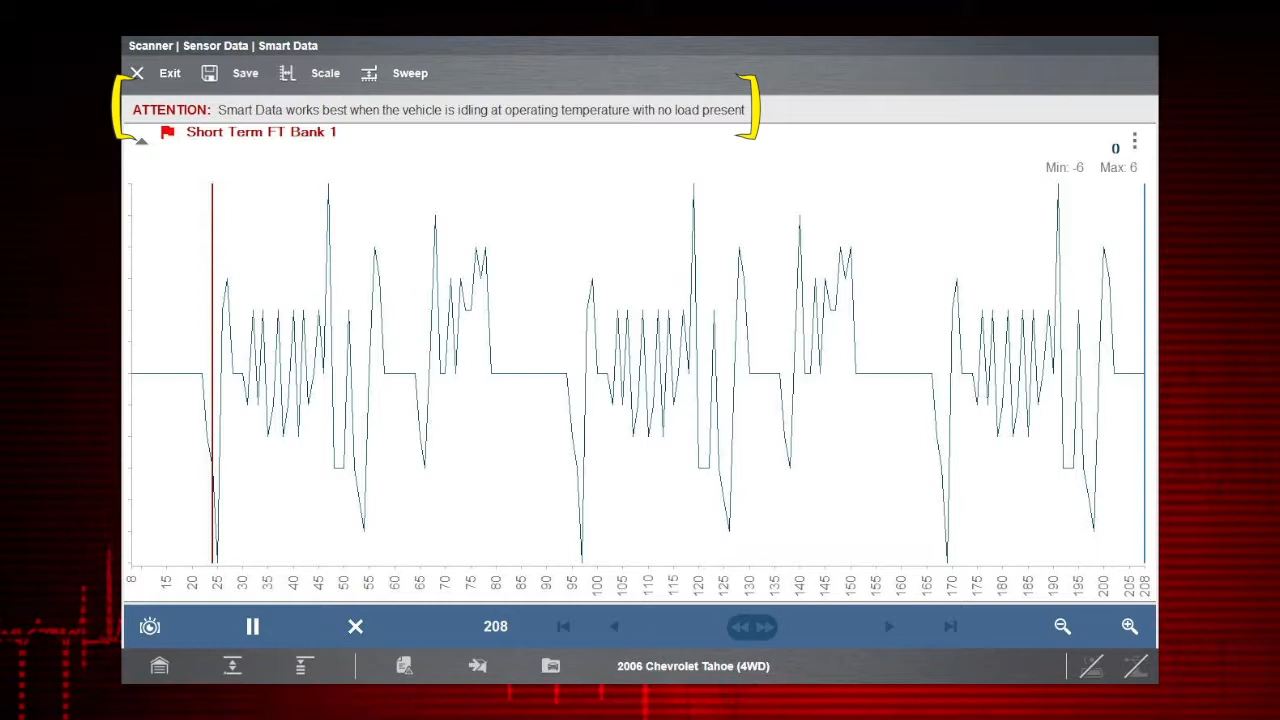 Scanner | Sensor Data | Smart Data
Exit Save Scale Sweep
ATTENTION: Smart Data works best when the vehicle is idling at operating temperature with no load present
Short Term FT Bank 1
0
Min: -6 Max: 6
8 15 20 25 30 35 40 45 50 55 60 65 70 75 80 85 90 95 100 105 110 115 120 125 130 135 140 145 150 155 160 165 170 175 180 185 190 195 200 205 208
208
2006 Chevrolet Tahoe (4WD)